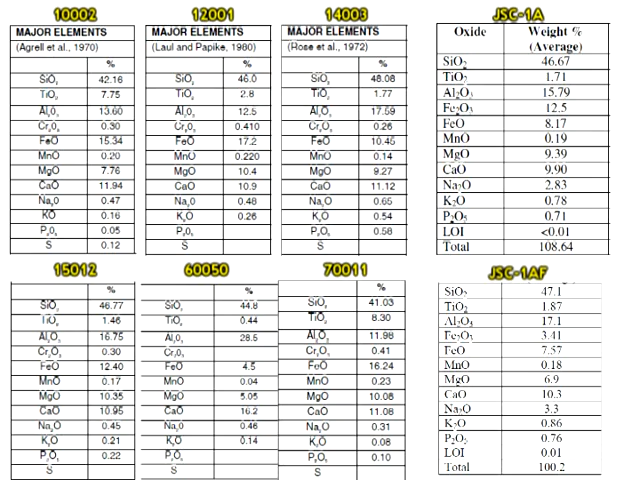 10002
MAJOR ELEMENTS
(Agrell et al., 1970)
%
SiO₂ 42.16
TiO₂ 7.75
Al₂O₃ 13.60
Cr₂O₃ 0.30
FeO 15.34
MnO 0.20
MgO 7.76
CaO 11.94
Na₂O 0.47
KO 0.16
P₂O₅ 0.05
S 0.12
12001
MAJOR ELEMENTS
(Laul and Papike, 1980)
%
SiO₂ 46.0
TiO₂ 2.8
Al₂O₃ 12.5
Cr₂O₃ 0.410
FeO 17.2
MnO 0.220
MgO 10.4
CaO 10.9
Na₂O 0.48
K₂O 0.26
P₂O₅
S
14003
MAJOR ELEMENTS
(Rose et al., 1972)
%
SiO₂ 48.08
TiO₂ 1.77
Al₂O₃ 17.59
Cr₂O₃ 0.26
FeO 10.45
MnO 0.14
MgO 9.27
CaO 11.12
Na₂O 0.65
K₂O 0.54
P₂O₅ 0.58
S
JSC-1A
Oxide Weight %
(Average)
SiO₂ 46.67
TiO₂ 1.71
Al₂O₃ 15.79
Fe₂O₃ 12.5
FeO 8.17
MnO 0.19
MgO 9.39
CaO 9.90
Na₂O 2.83
K₂O 0.78
P₂O₅ 0.71
LOI <0.01
Total 108.64
15012
%
SiO₂ 46.77
TiO₂ 1.46
Al₂O₃ 16.75
Cr₂O₃ 0.30
FeO 12.40
MnO 0.17
MgO 10.35
CaO 10.95
Na₂O 0.45
K₂O 0.21
P₂O₅ 0.22
S
60050
%
SiO₂ 44.8
TiO₂ 0.44
Al₂O₃ 28.5
Cr₂O₃
FeO 4.5
MnO 0.04
MgO 5.05
CaO 16.2
Na₂O 0.46
K₂O 0.14
P₂O₅
S
70011
%
SiO₂ 41.03
TiO₂ 8.30
Al₂O₃ 11.98
Cr₂O₃ 0.41
FeO 16.24
MnO 0.23
MgO 10.08
CaO 11.08
Na₂O 0.31
K₂O 0.08
P₂O₅ 0.10
S
JSC-1AF
SiO₂ 47.1
TiO₂ 1.87
Al₂O₃ 17.1
Fe₂O₃ 3.41
FeO 7.57
MnO 0.18
MgO 6.9
CaO 10.3
Na₂O 3.3
K₂O 0.86
P₂O₅ 0.76
LOI 0.01
Total 100.2